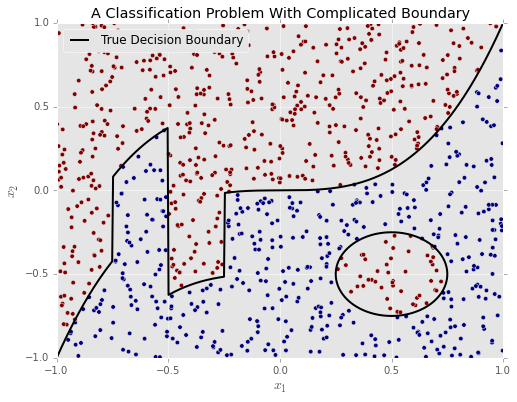 A Classification Problem With Complicated Boundary
True Decision Boundary
1.0
0.5
0.0
−0.5
−1.0
x2
−1.0 −0.5 0.0 0.5 1.0
x1